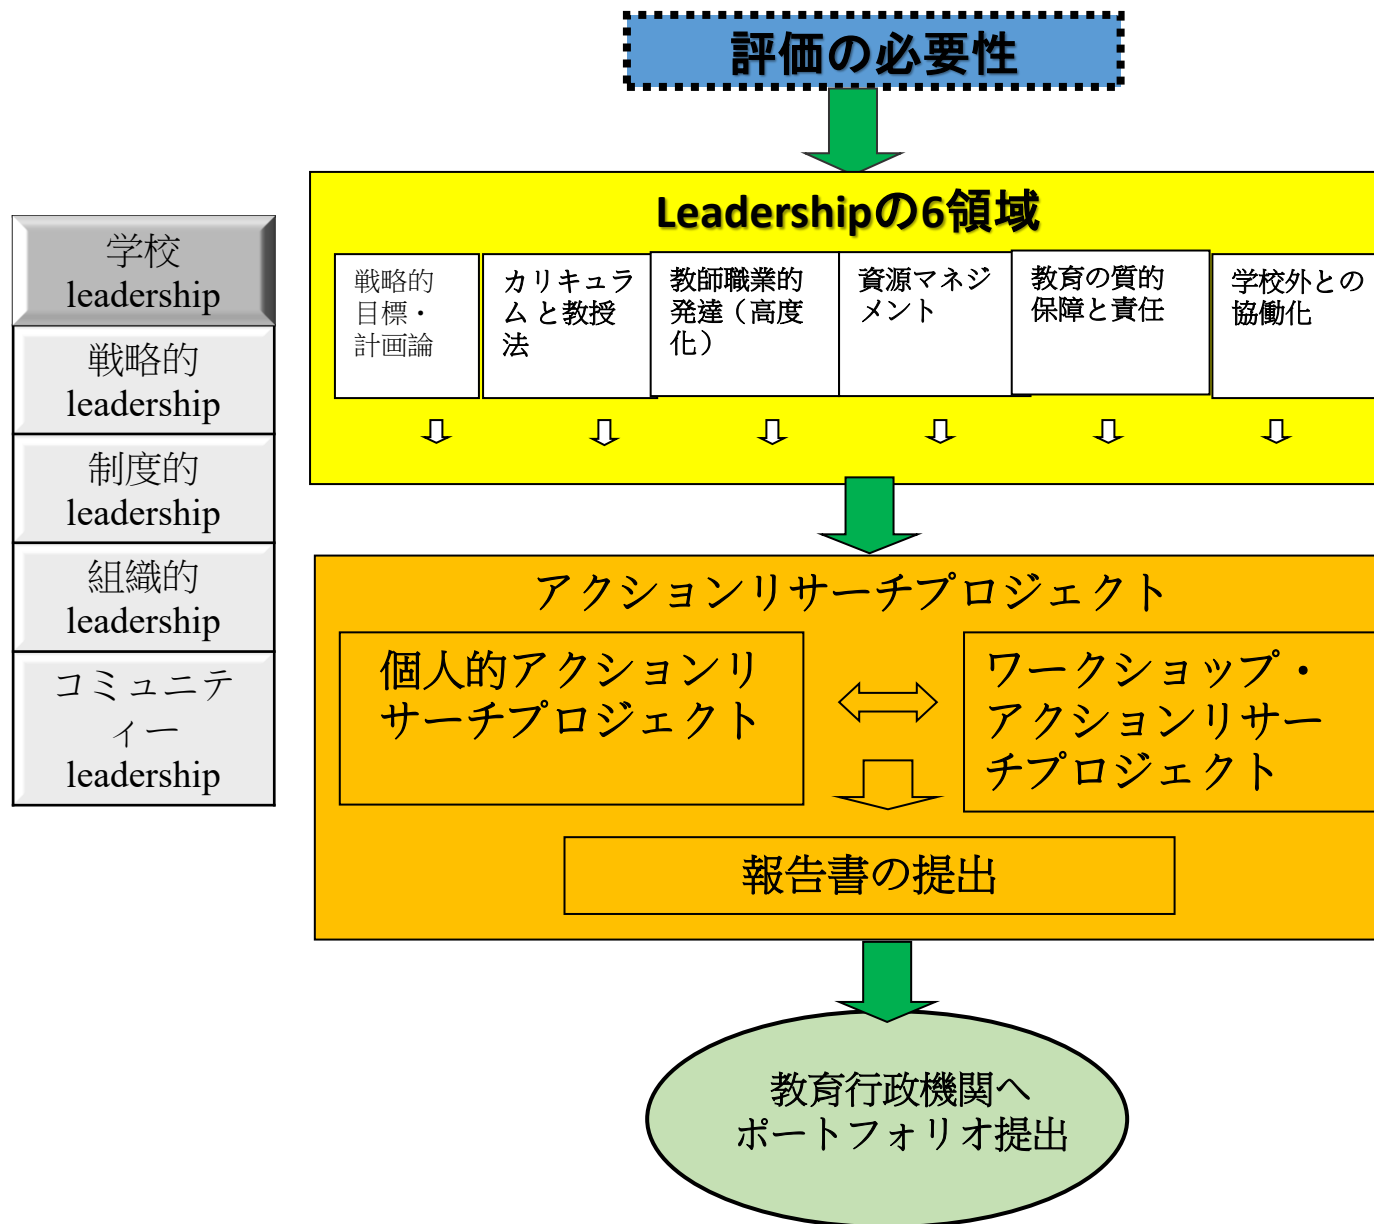 評価の必要性
Leadershipの6領域
戦略的
目標・
計画論
カリキュラ
ム と教授
法
教師職業的
発達（高度
化）
資源マネジ
メント
教育の質的
保障と責任
学校外との
協働化
学校
leadership
戦略的
leadership
制度的
leadership
組織的
leadership
コミュニテ
ィー
leadership
アクションリサーチプロジェクト
個人的アクションリ
サーチプロジェクト
ワークショップ・
アクションリサー
チプロジェクト
報告書の提出
教育行政機関へ
ポートフォリオ提出